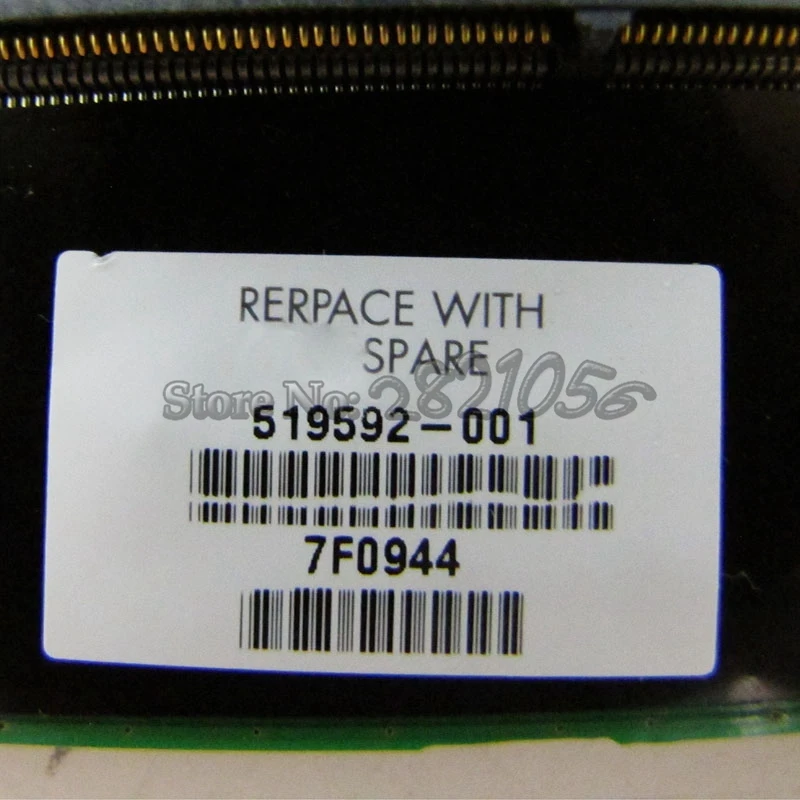 RERPACE WITH
SPARE
Store No: 2821056
519592-001
7F0944